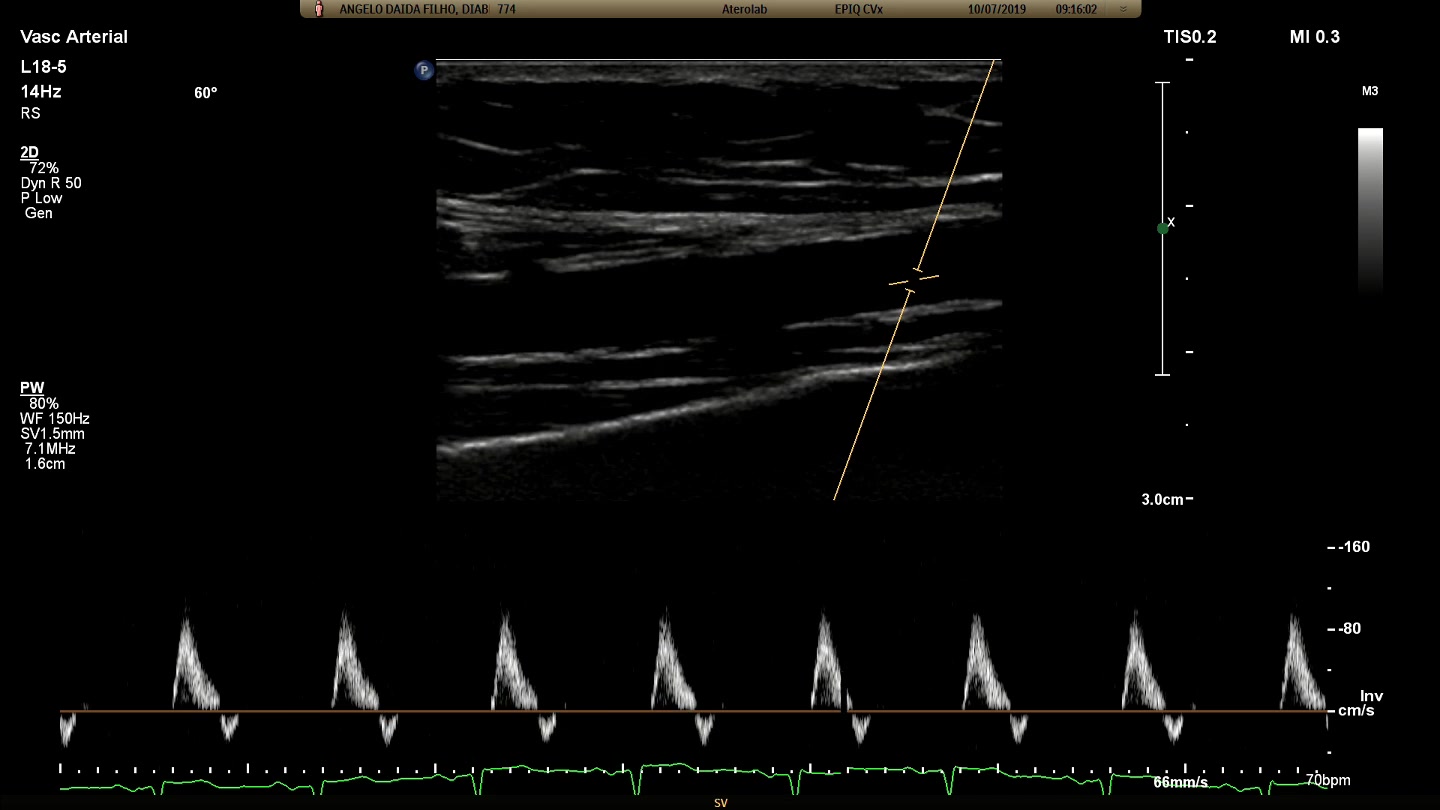 ANGELO DAIDA FILHO, DIAB 774 Aterolab EPIQ CVx 10/07/2019 09:16:02
Vasc Arterial
TIS0.2 MI 0.3
L18-5
P
14Hz
60°
M3
RS
2D
72%
Dyn R 50
P Low
Gen
X
PW
80%
WF 150Hz
SV1.5mm
7.1MHz
1.6cm
3.0cm
-160
-80
Inv
cm/s
66mm/s
70bpm
SV